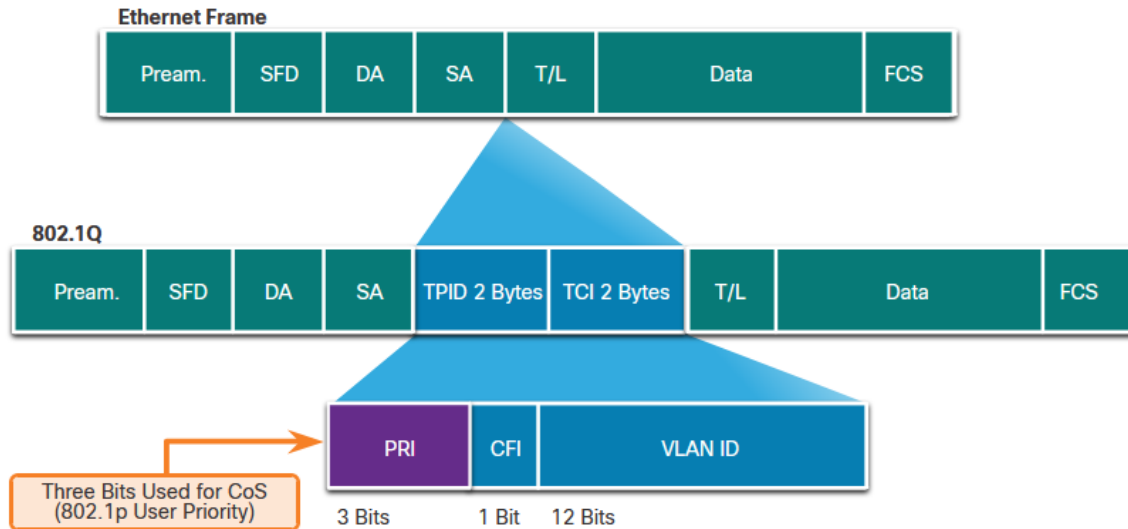 Ethernet Frame
Pream. SFD DA SA T/L Data FCS
802.1Q
Pream. SFD DA SA TPID 2 Bytes TCI 2 Bytes T/L Data FCS
PRI CFI VLAN ID
Three Bits Used for CoS
(802.1p User Priority)
3 Bits 1 Bit 12 Bits